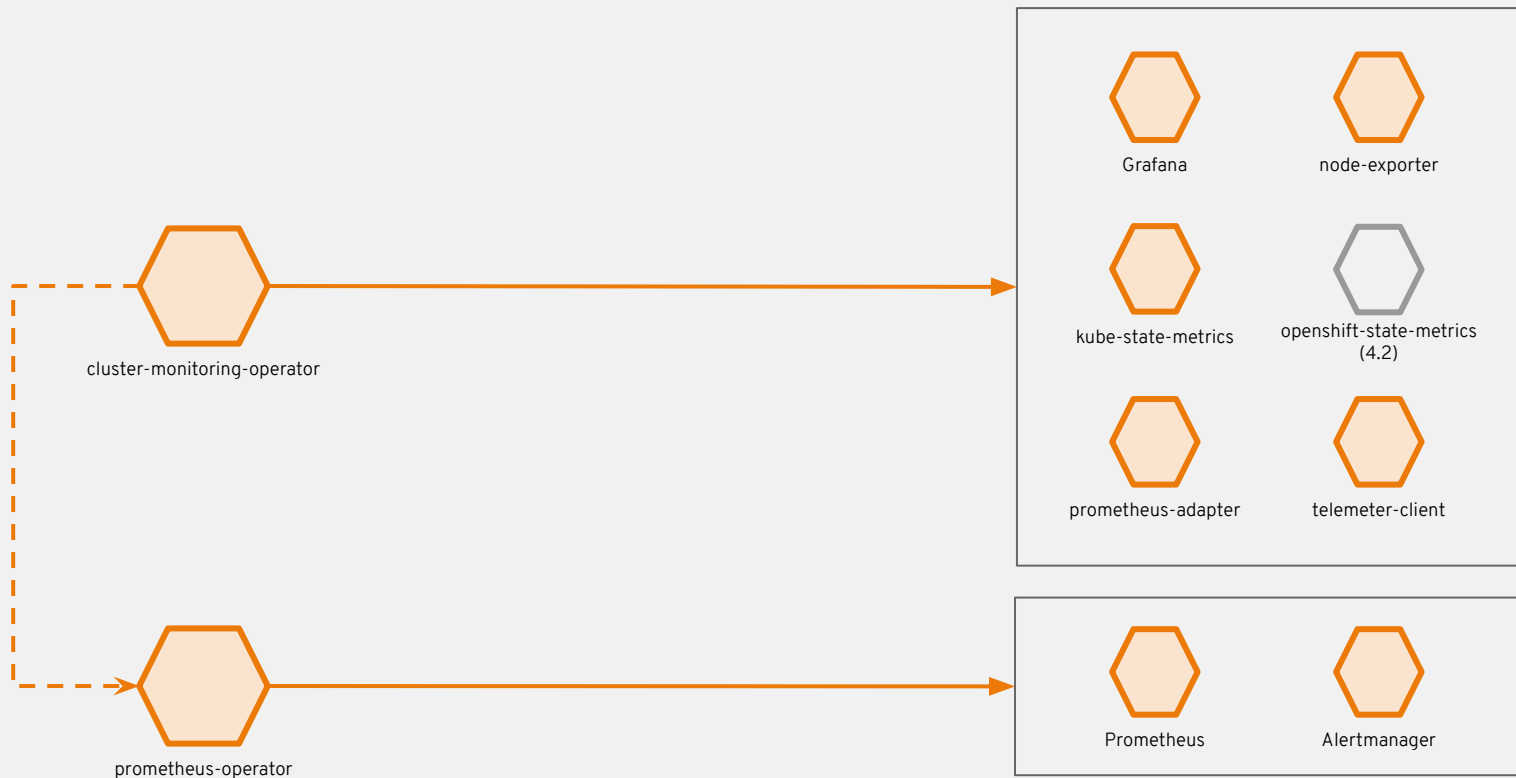 Grafana
node-exporter
cluster-monitoring-operator
kube-state-metrics
openshift-state-metrics
(4.2)
prometheus-adapter
telemeter-client
prometheus-operator
Prometheus
Alertmanager